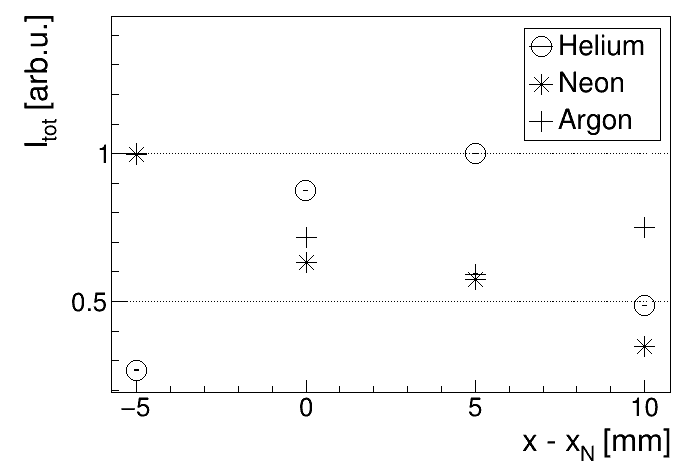 I_tot [arb.u.]
Helium
Neon
Argon
1
0.5
−5 0 5 10
x - x_N [mm]